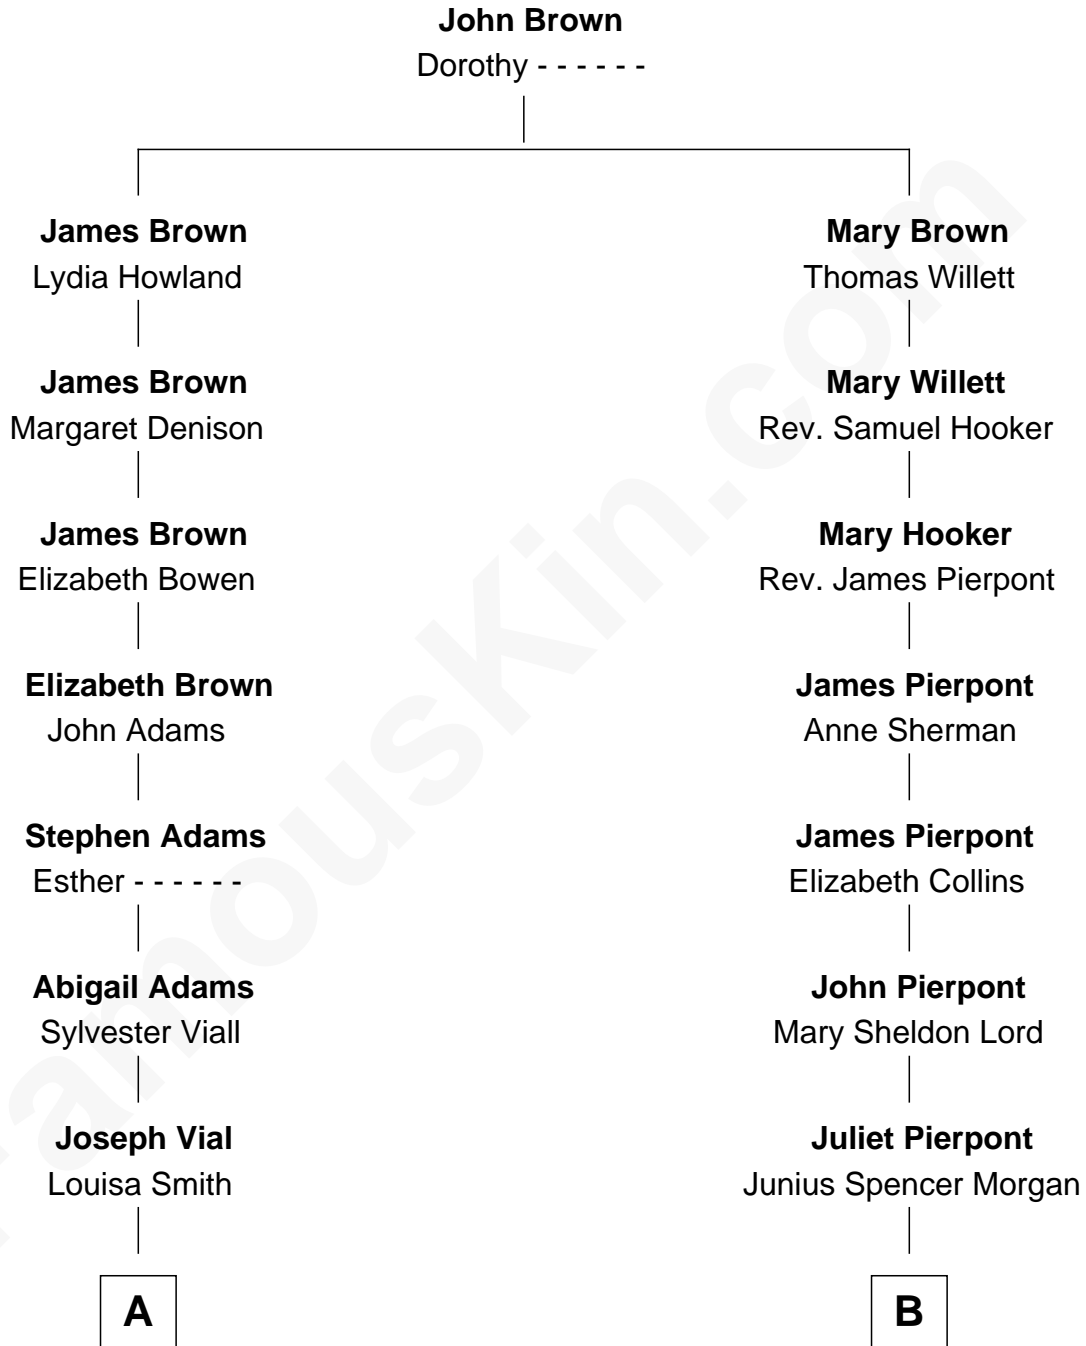 John Brown
Dorothy - - - - - -
James Brown
Lydia Howland
Mary Brown
Thomas Willett
James Brown
Margaret Denison
Mary Willett
Rev. Samuel Hooker
James Brown
Elizabeth Bowen
Mary Hooker
Rev. James Pierpont
Elizabeth Brown
John Adams
James Pierpont
Anne Sherman
Stephen Adams
Esther - - - - - -
James Pierpont
Elizabeth Collins
Abigail Adams
Sylvester Viall
John Pierpont
Mary Sheldon Lord
Joseph Vial
Louisa Smith
Juliet Pierpont
Junius Spencer Morgan
A
B
FamousKin.com